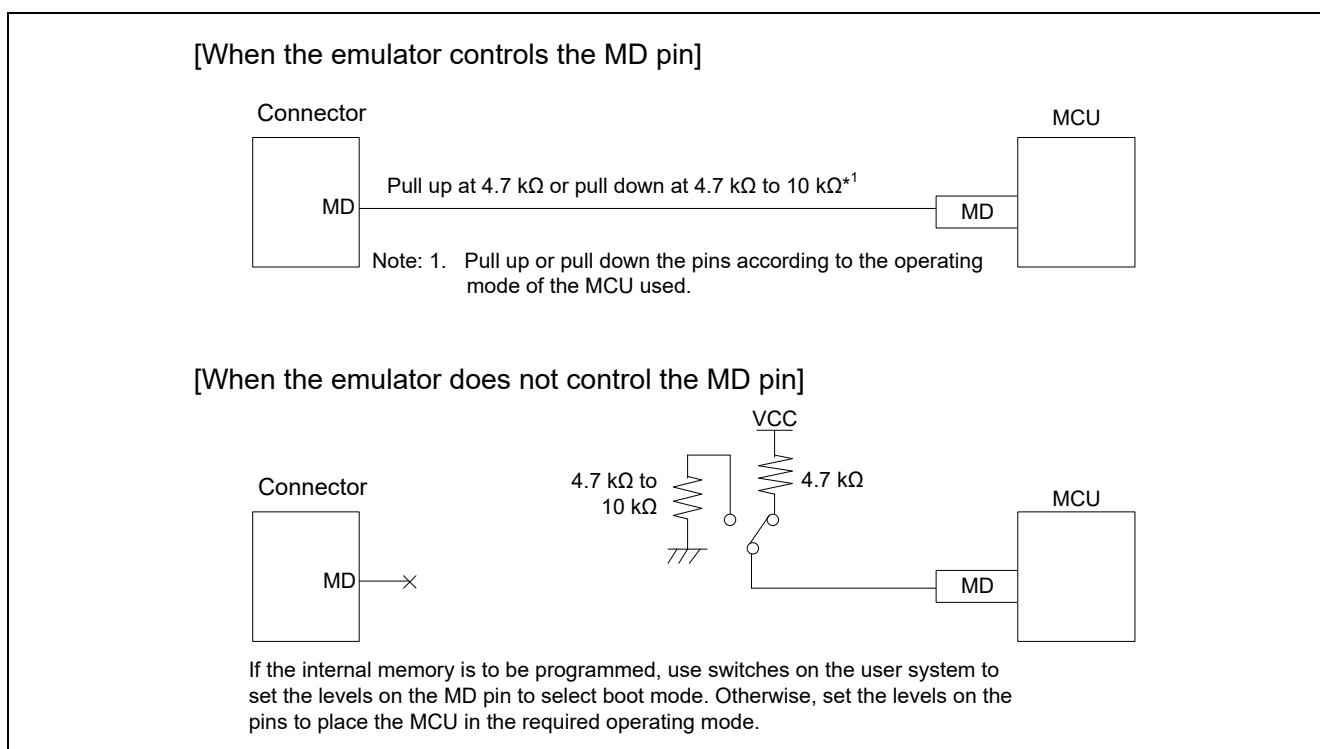 [When the emulator controls the MD pin]
Connector
MCU
Pull up at 4.7 kΩ or pull down at 4.7 kΩ to 10 kΩ*1
MD
MD
Note: 1. Pull up or pull down the pins according to the operating
mode of the MCU used.
[When the emulator does not control the MD pin]
VCC
4.7 kΩ to
10 kΩ
4.7 kΩ
Connector
MCU
MD
MD
If the internal memory is to be programmed, use switches on the user system to
set the levels on the MD pin to select boot mode. Otherwise, set the levels on the
pins to place the MCU in the required operating mode.